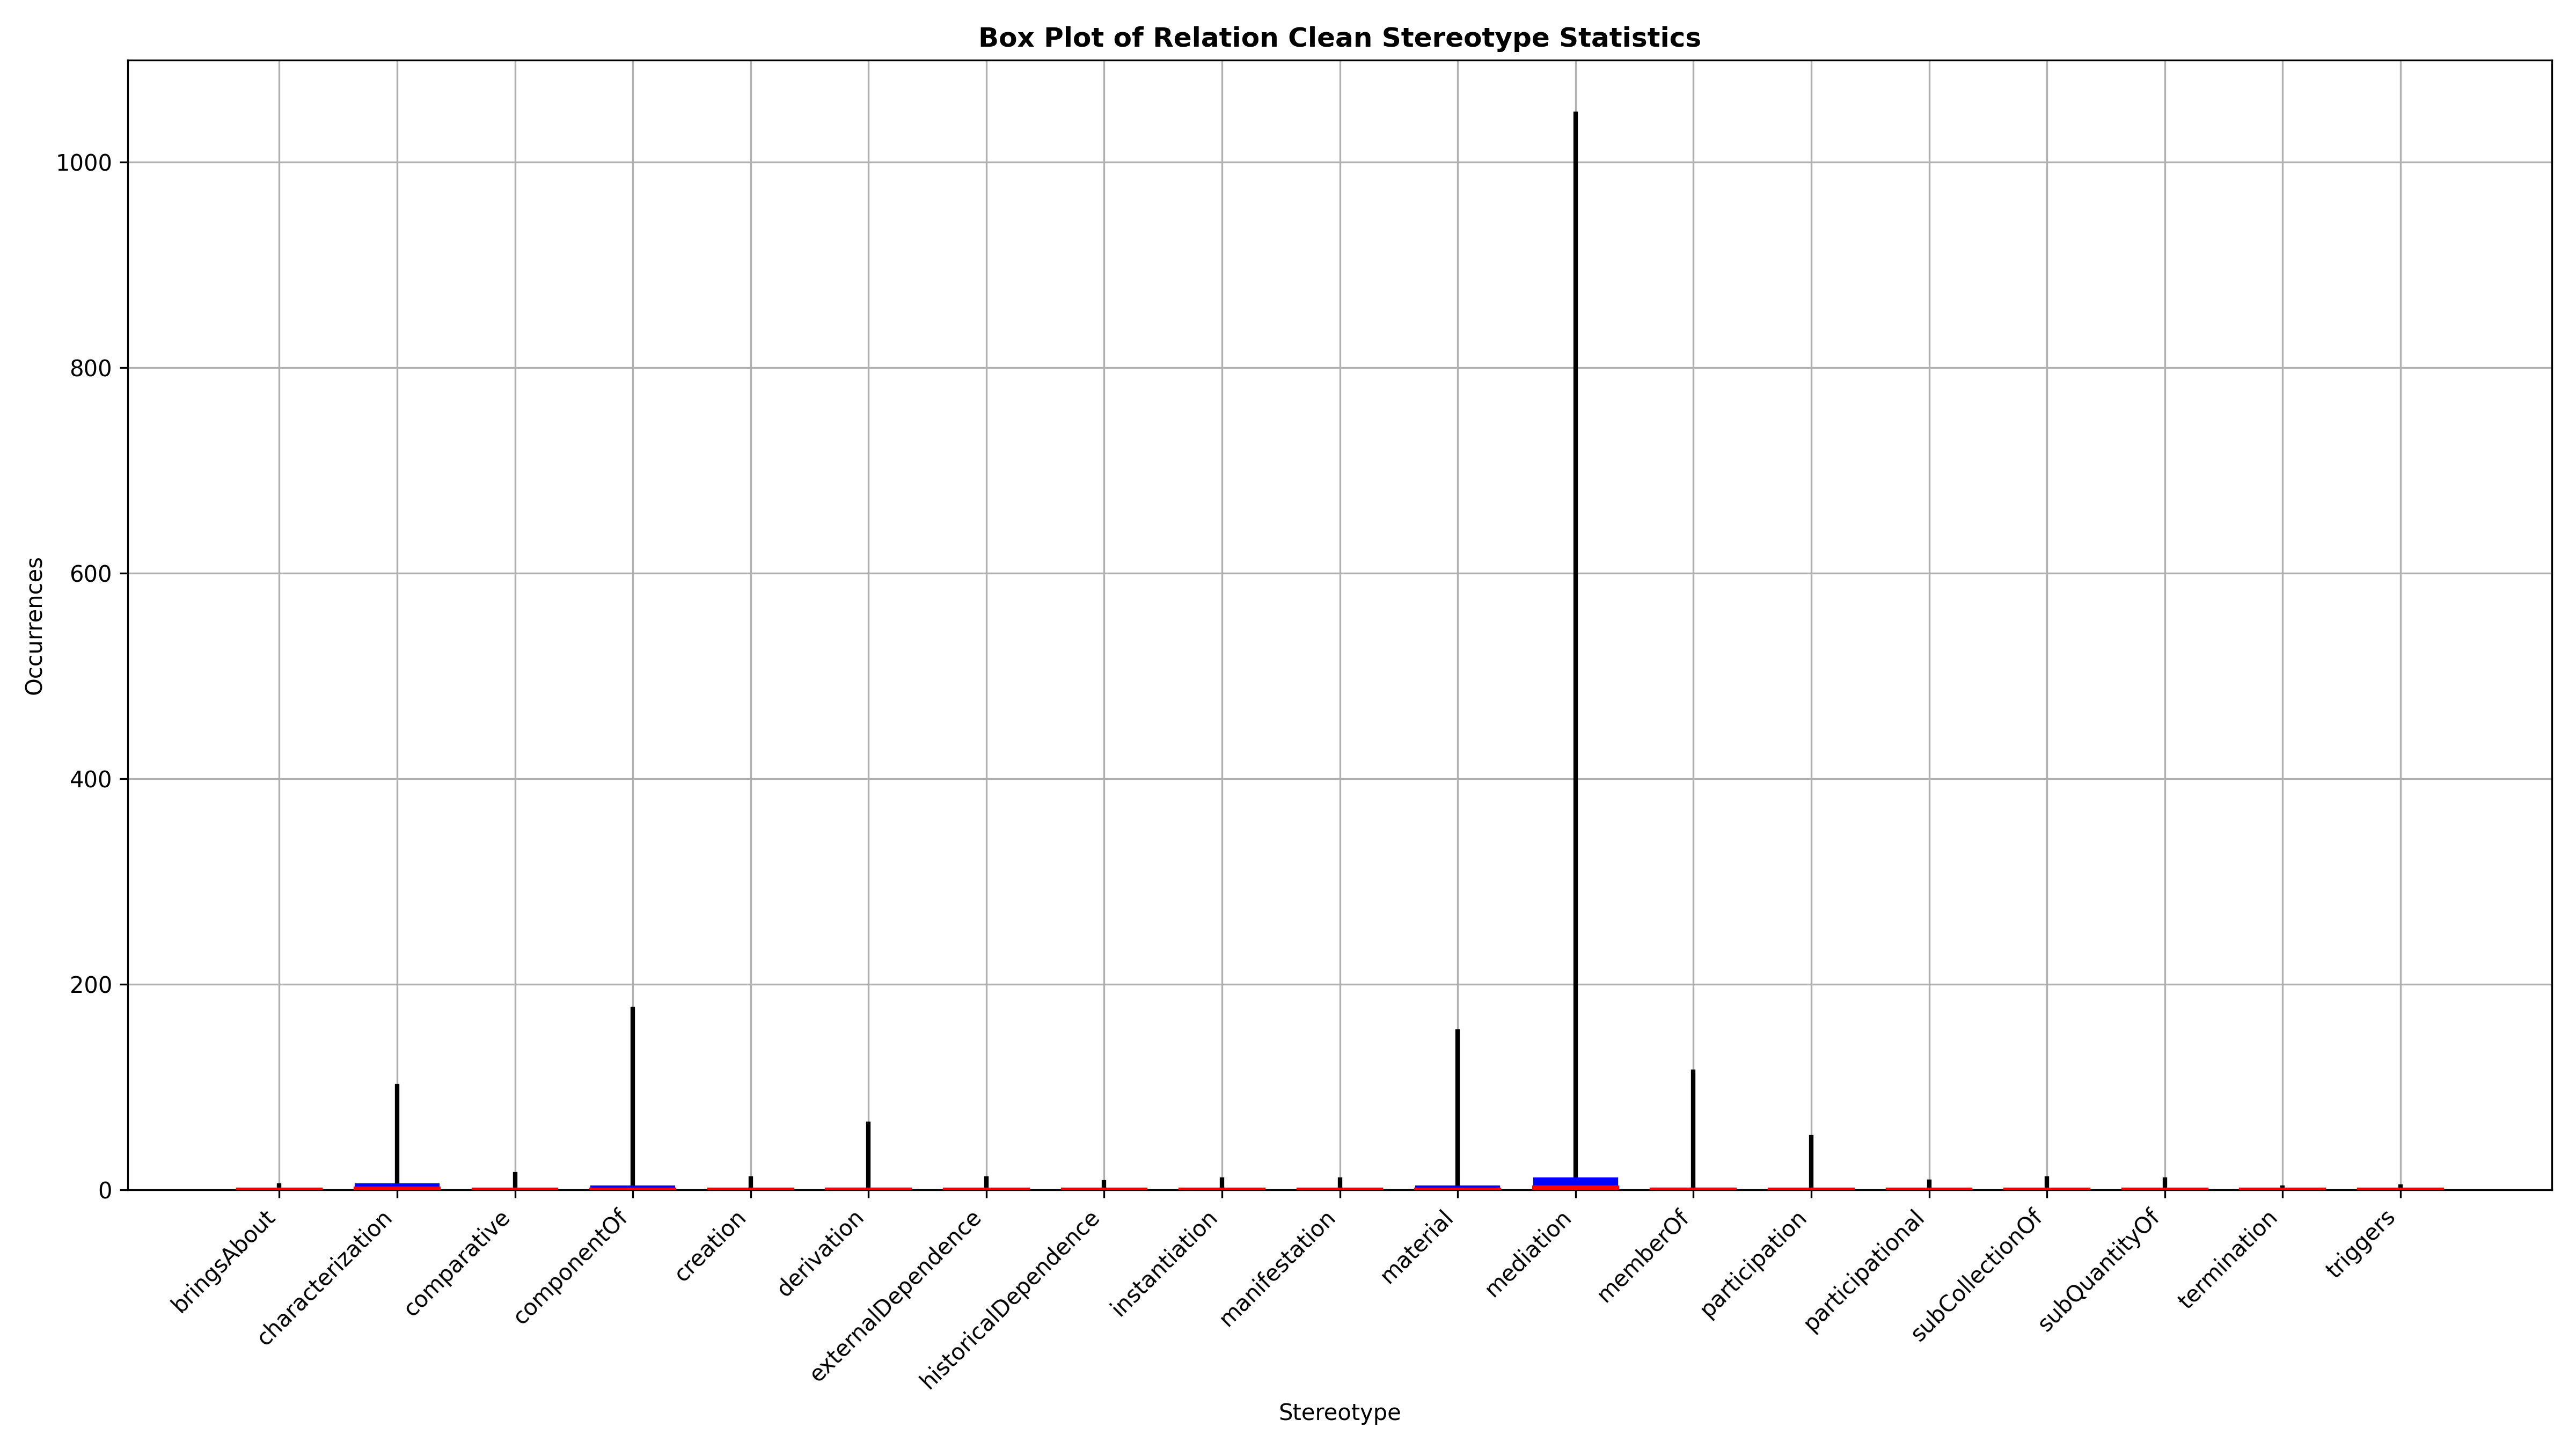 Box Plot of Relation Clean Stereotype Statistics
Occurrences
1000
800
600
400
200
0
bringsAbout
characterization
comparative
componentOf
creation
derivation
externalDependence
historicalDependence
instantiation
manifestation
material
mediation
memberOf
participation
participational
subCollectionOf
subQuantityOf
termination
triggers
Stereotype